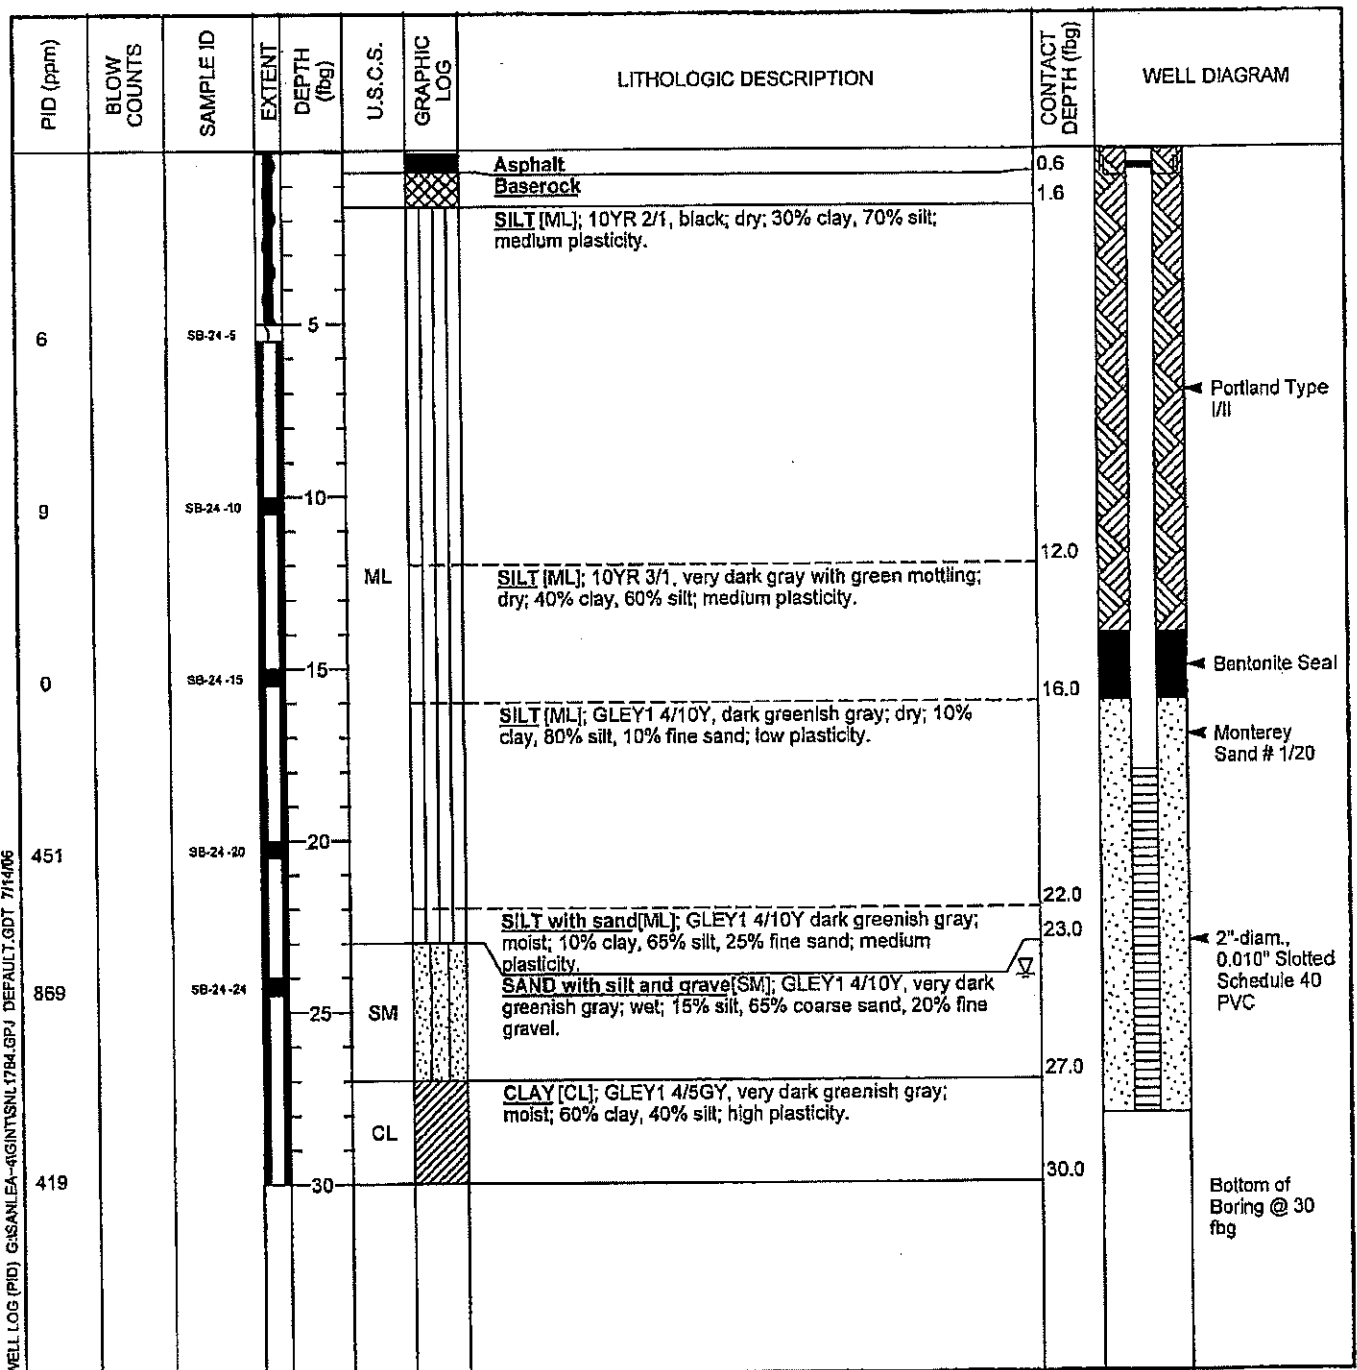 PID (ppm)
BLOW
COUNTS
SAMPLE ID
EXTENT
DEPTH
(fbg)
U.S.C.S.
GRAPHIC
LOG
LITHOLOGIC DESCRIPTION
CONTACT
DEPTH (fbg)
WELL DIAGRAM
Asphalt
0.6
Baserock
1.6
SILT [ML]; 10YR 2/1, black; dry; 30% clay, 70% silt;
medium plasticity.
5
6
SB-24-5
Portland Type
I/II
10
9
SB-24-10
12.0
ML
SILT [ML]; 10YR 3/1, very dark gray with green mottling;
dry; 40% clay, 60% silt; medium plasticity.
15
0
SB-24-15
Bentonite Seal
16.0
SILT [ML]; GLEY1 4/10Y, dark greenish gray; dry; 10%
clay, 80% silt, 10% fine sand; low plasticity.
Monterey
Sand # 1/20
20
451
SB-24-20
22.0
SILT with sand[ML]; GLEY1 4/10Y dark greenish gray;
moist; 10% clay, 65% silt, 25% fine sand; medium
plasticity.
23.0
2"-diam.,
0.010" Slotted
Schedule 40
PVC
SAND with silt and grave[SM]; GLEY1 4/10Y, very dark
greenish gray; wet; 15% silt, 65% coarse sand, 20% fine
gravel.
869
SB-24-24
25
SM
27.0
CLAY [CL]; GLEY1 4/5GY, very dark greenish gray;
moist; 60% clay, 40% silt; high plasticity.
CL
30.0
419
30
Bottom of
Boring @ 30
fbg
WELL LOG (PID) G:\SANLEA~4\GINT\SNL1784.GPJ DEFAULT.GDT 7/14/06